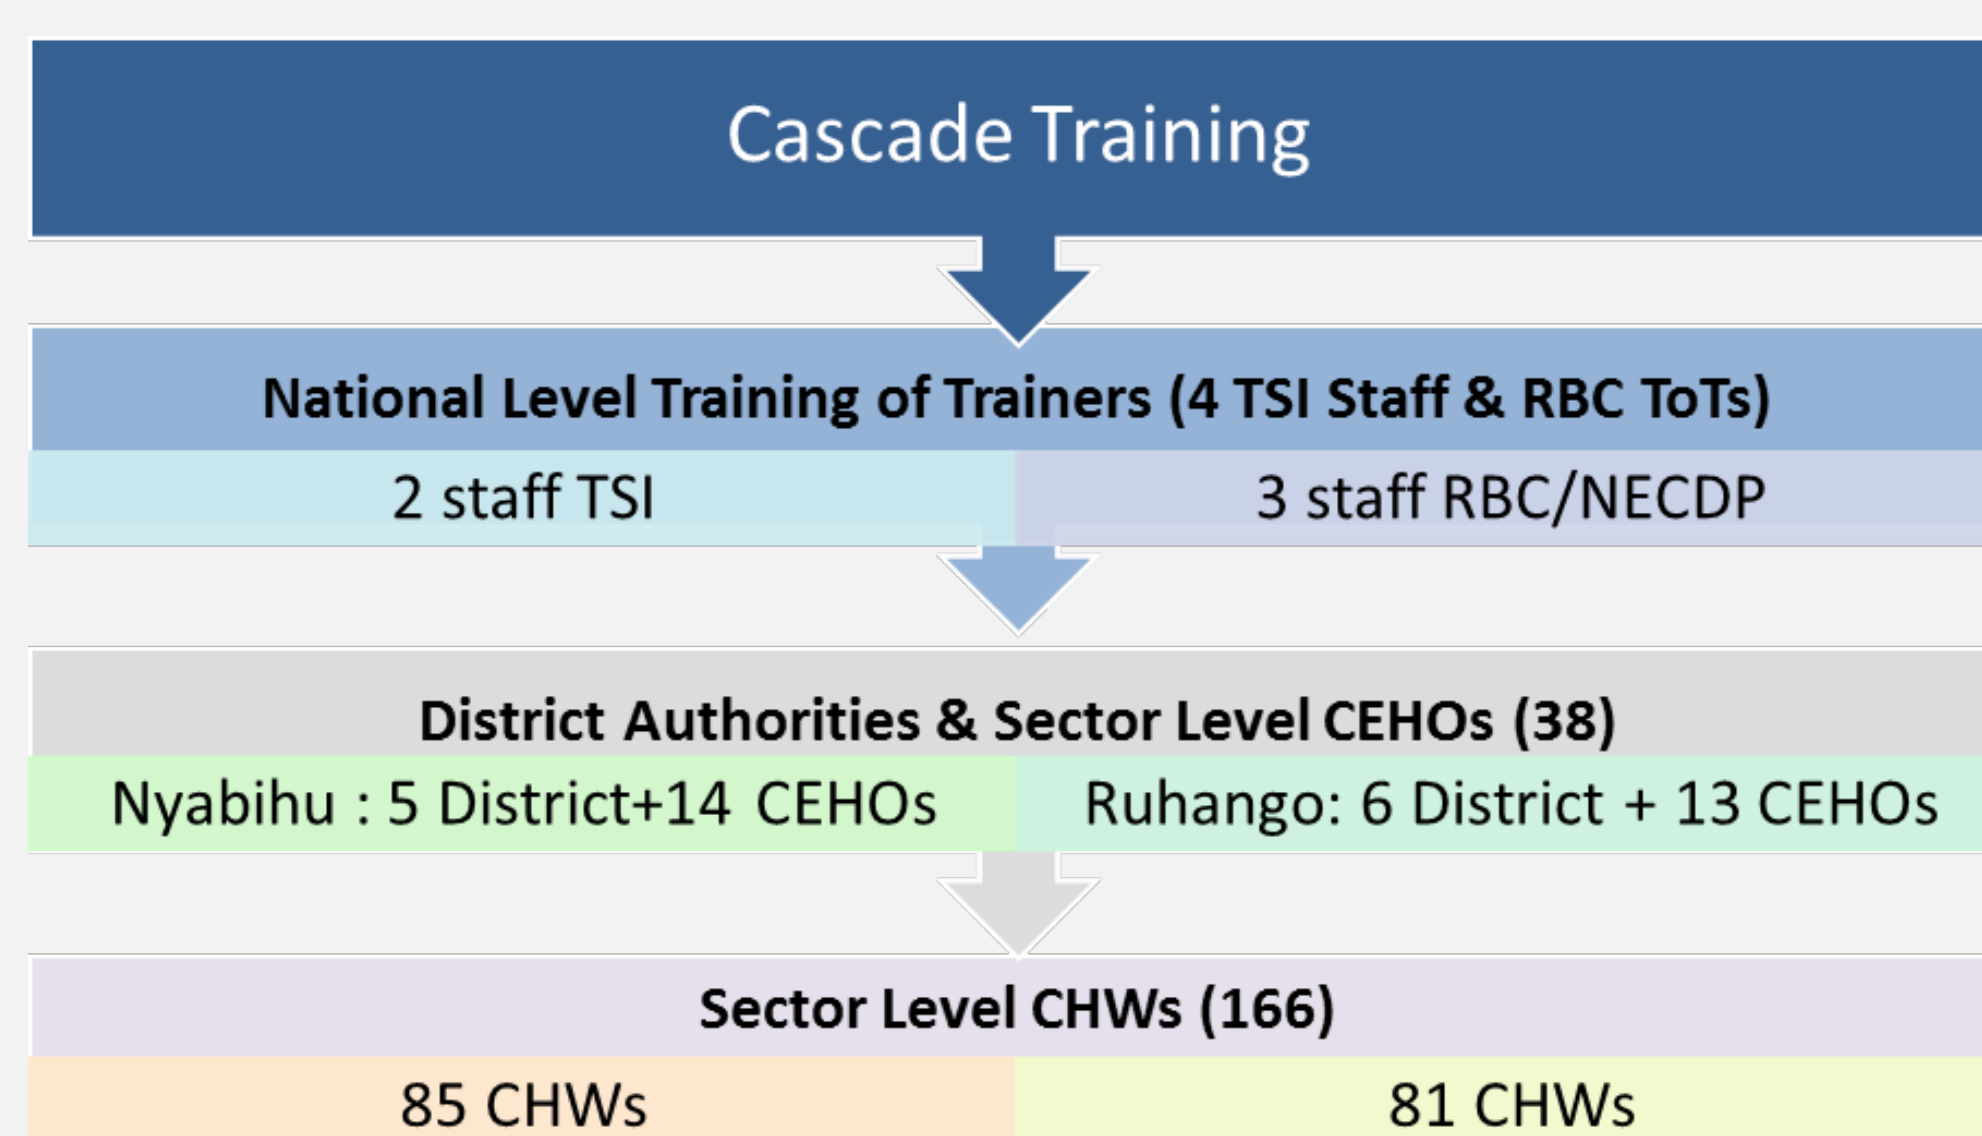 Cascade Training
National Level Training of Trainers (4 TSI Staff & RBC ToTs)
2 staff TSI
3 staff RBC/NECDP
District Authorities & Sector Level CEHOs (38)
Nyabihu : 5 District+14 CEHOs
Ruhango: 6 District + 13 CEHOs
Sector Level CHWs (166)
85 CHWs
81 CHWs